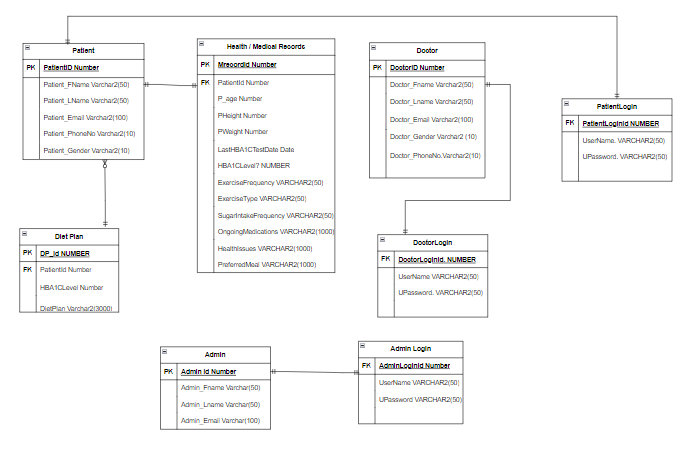 Patient
PK PatientID Number
Patient_FName Varchar2(50)
Patient_LName Varchar2(50)
Patient_Email Varchar2(100)
Patient_PhoneNo Varchar2(10)
Patient_Gender Varchar2(10)
Health / Medical Records
PK MrecordId Number
FK PatientId Number
P_age Number
PHeight Number
PWeight Number
LastHBA1CTestDate Date
HBA1CLevel? NUMBER
ExerciseFrequency VARCHAR2(50)
ExerciseType VARCHAR2(50)
SugarIntakeFrequency VARCHAR2(50)
OngoingMedications VARCHAR2(1000)
HealthIssues VARCHAR2(1000)
PreferredMeal VARCHAR2(1000)
Doctor
PK DoctorID Number
Doctor_Fname Varchar2(50)
Doctor_Lname Varchar2(50)
Doctor_Email Varchar2(100)
Doctor_Gender Varchar2 (10)
Doctor_PhoneNo.Varchar2(10)
PatientLogin
FK PatientLoginId NUMBER
UserName. VARCHAR2(50)
UPassword. VARCHAR2(50)
Diet Plan
PK DP_Id NUMBER
FK PatientId Number
HBA1CLevel Number
DietPlan Varchar2(3000)
DoctorLogin
FK DoctorLoginId. NUMBER
UserName VARCHAR2(50)
UPassword. VARCHAR2(50)
Admin
PK Admin Id Number
Admin_Fname Varchar(50)
Admin_Lname Varchar(50)
Admin_Email Varchar(100)
Admin Login
FK AdminLoginId Number
UserName VARCHAR2(50)
UPassword VARCHAR2(50)